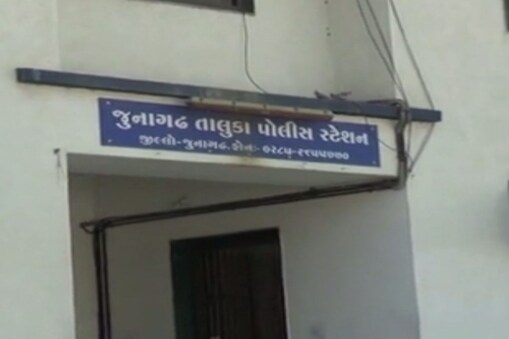 જુનાગઢ તાલુકા પોલીસ સ્ટેશન
જીલ્લો-જુનાગઢ.ફોનઃ-